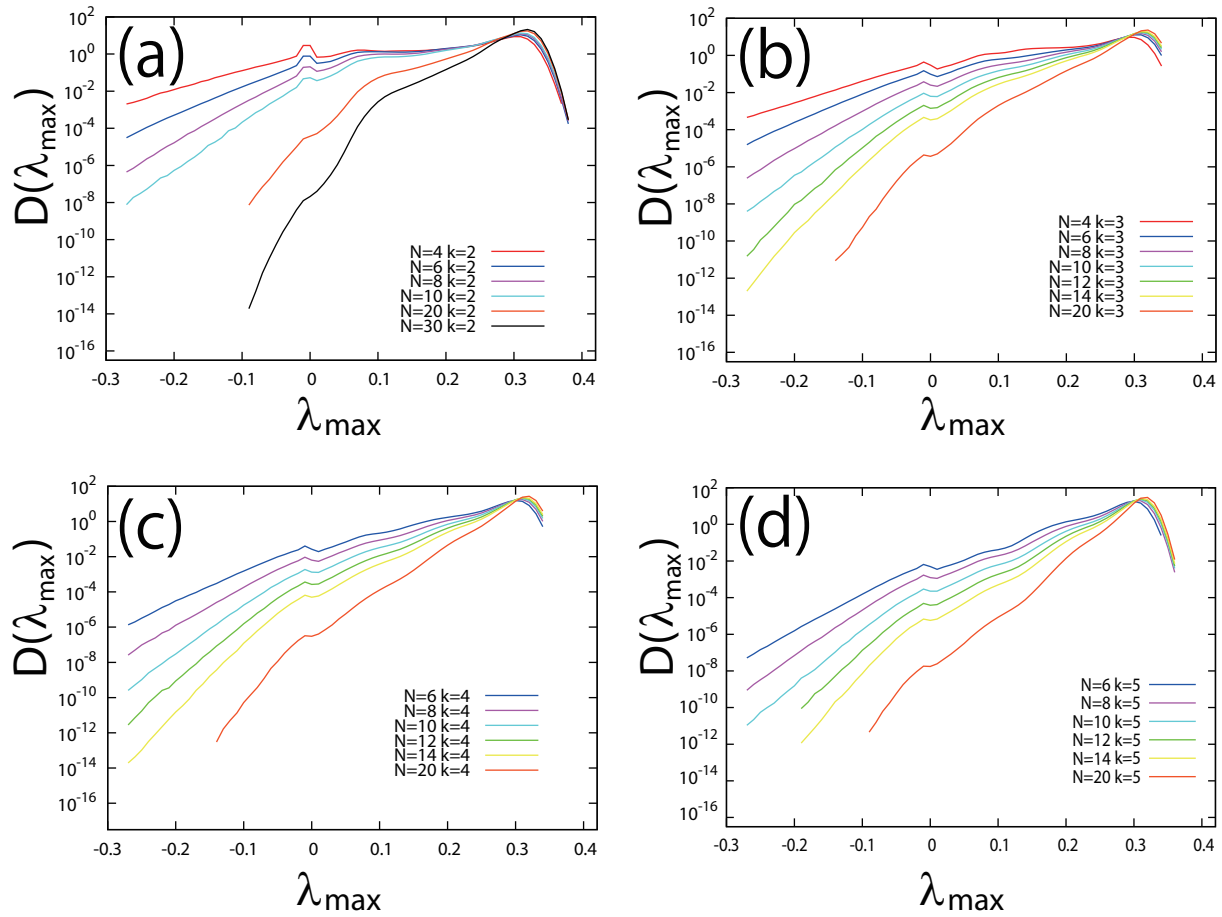 (a)
D(λmax)
10^2
10^0
10^-2
10^-4
10^-6
10^-8
10^-10
10^-12
10^-14
10^-16
N=4 k=2
N=6 k=2
N=8 k=2
N=10 k=2
N=20 k=2
N=30 k=2
-0.3 -0.2 -0.1 0 0.1 0.2 0.3 0.4
λmax
(b)
D(λmax)
10^2
10^0
10^-2
10^-4
10^-6
10^-8
10^-10
10^-12
10^-14
10^-16
N=4 k=3
N=6 k=3
N=8 k=3
N=10 k=3
N=12 k=3
N=14 k=3
N=20 k=3
-0.3 -0.2 -0.1 0 0.1 0.2 0.3 0.4
λmax
(c)
D(λmax)
10^2
10^0
10^-2
10^-4
10^-6
10^-8
10^-10
10^-12
10^-14
10^-16
N=6 k=4
N=8 k=4
N=10 k=4
N=12 k=4
N=14 k=4
N=20 k=4
-0.3 -0.2 -0.1 0 0.1 0.2 0.3 0.4
λmax
(d)
D(λmax)
10^2
10^0
10^-2
10^-4
10^-6
10^-8
10^-10
10^-12
10^-14
10^-16
N=6 k=5
N=8 k=5
N=10 k=5
N=12 k=5
N=14 k=5
N=20 k=5
-0.3 -0.2 -0.1 0 0.1 0.2 0.3 0.4
λmax